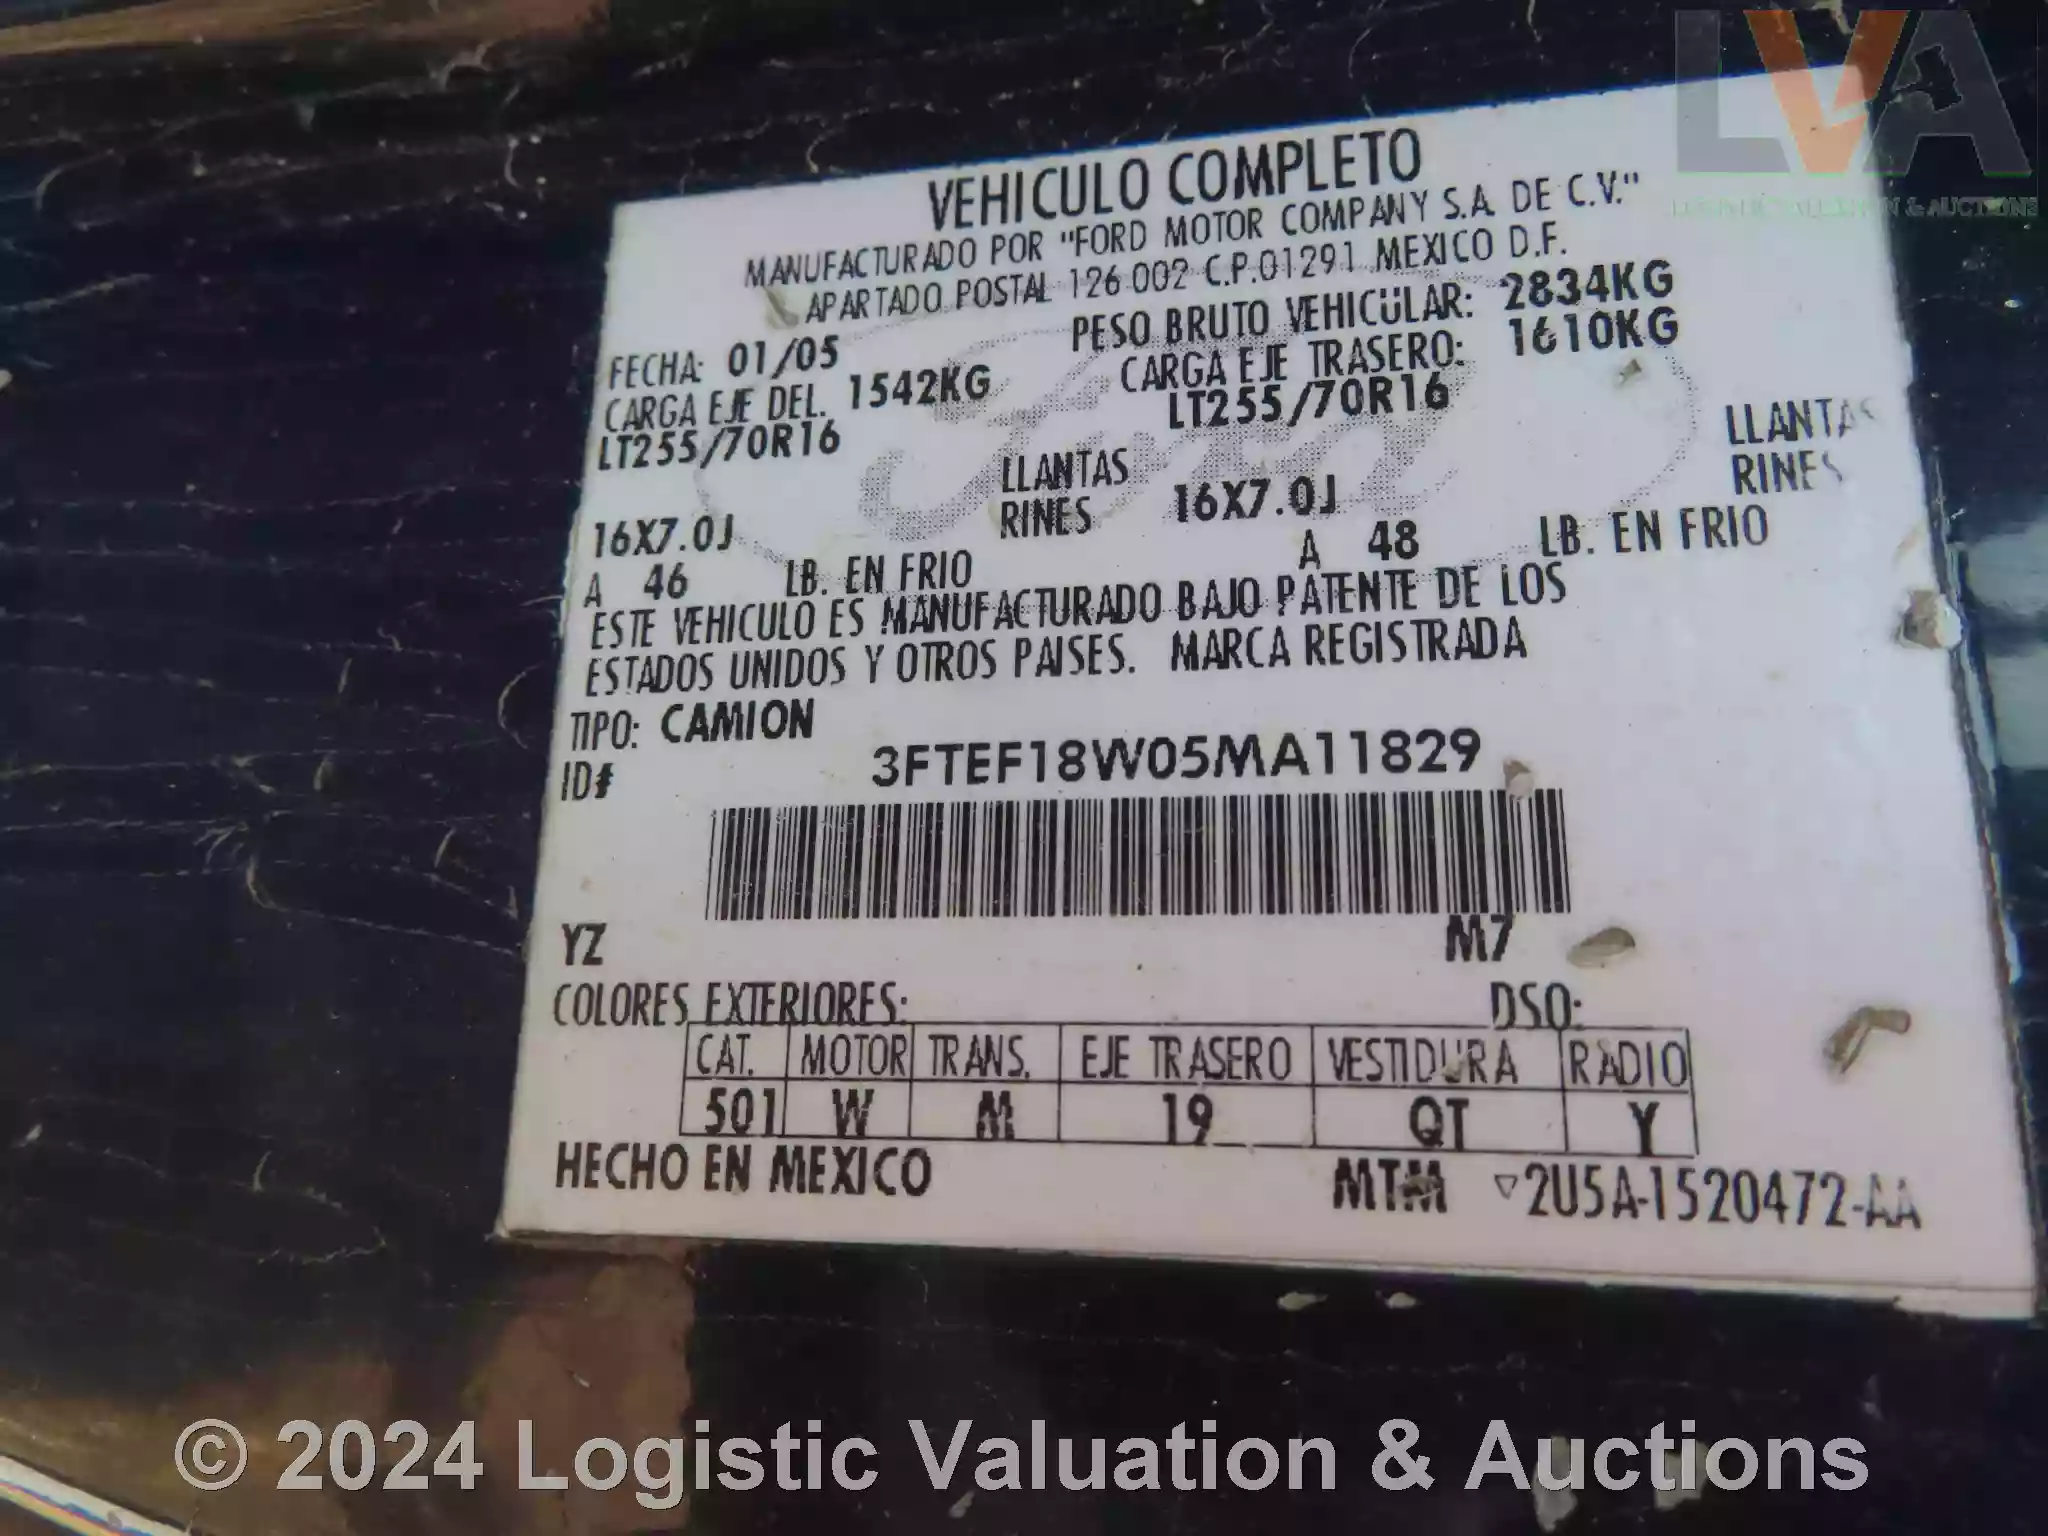 LVA
VEHICULO COMPLETO
MANUFACTURADO POR "FORD MOTOR COMPANY S.A. DE C.V."
APARTADO POSTAL 126 002 C.P.01291 MEXICO D.F.
FECHA: 01/05 PESO BRUTO VEHICULAR: 2834KG
CARGA EJE DEL. 1542KG CARGA EJE TRASERO: 1610KG
LT255/70R16 LT255/70R16
LLANTAS LLANTAS
16X7.0J RINES 16X7.0J RINES
A 46 LB. EN FRIO A 48 LB. EN FRIO
ESTE VEHICULO ES MANUFACTURADO BAJO PATENTE DE LOS
ESTADOS UNIDOS Y OTROS PAISES. MARCA REGISTRADA
TIPO: CAMION
ID# 3FTEF18W05MA11829
YZ M7
COLORES EXTERIORES: DSO:
CAT. MOTOR TRANS. EJE TRASERO VESTIDURA RADIO
501 W M 19 QT Y
HECHO EN MEXICO MTM ▽2U5A-1520472-AA
© 2024 Logistic Valuation & Auctions